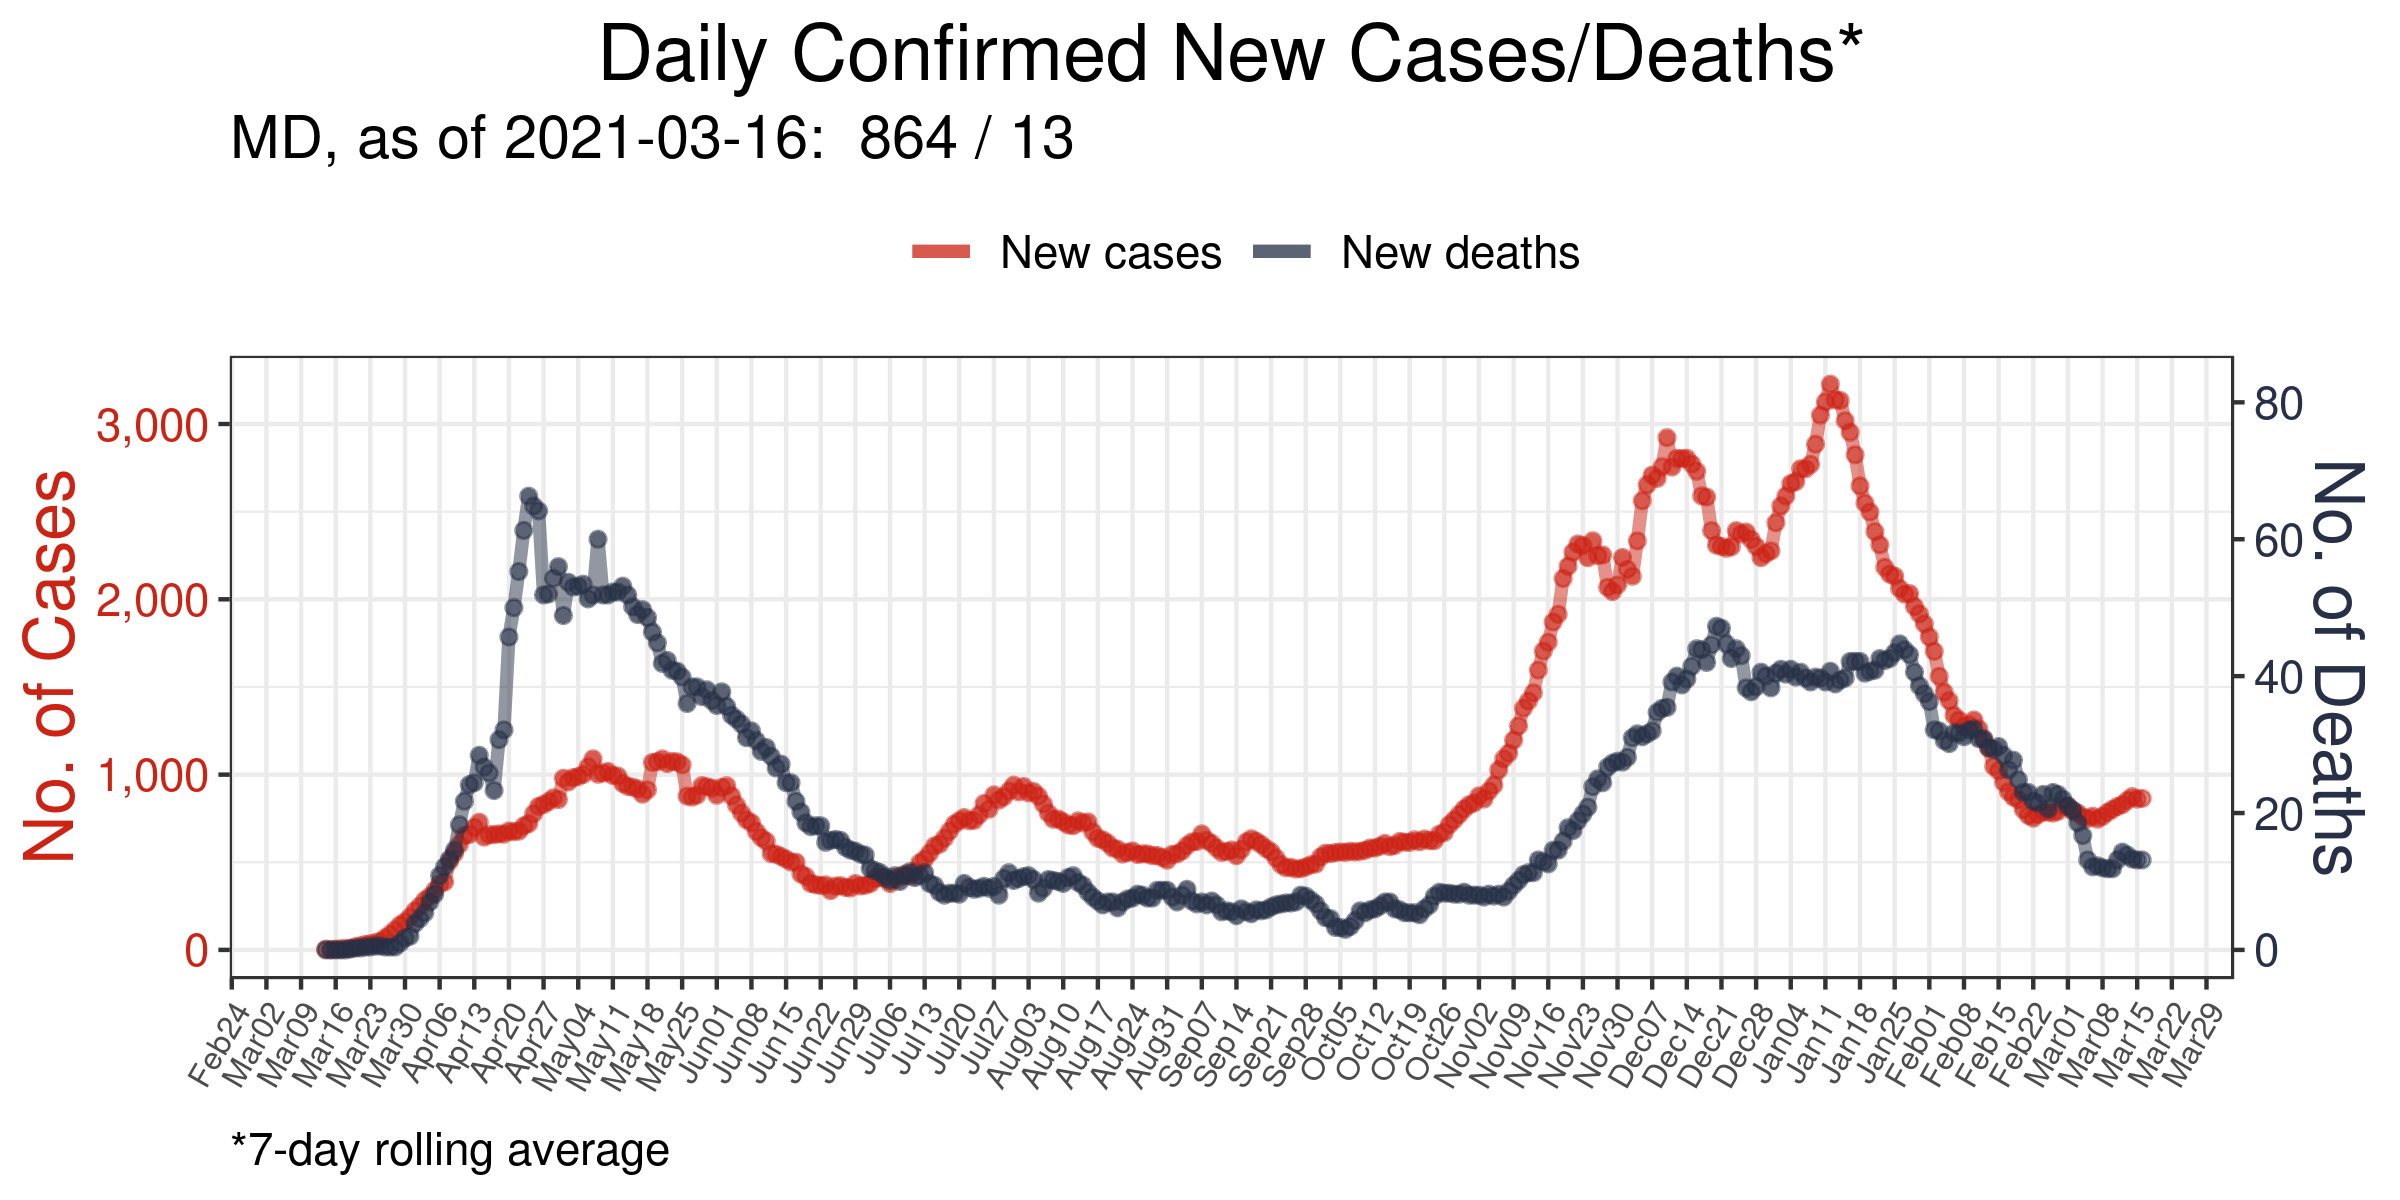 Daily Confirmed New Cases/Deaths*
MD, as of 2021-03-16:  864 / 13
New cases
New deaths
No. of Cases
3,000
2,000
1,000
0
80
60
40
20
0
No. of Deaths
Feb24
Mar02
Mar09
Mar16
Mar23
Mar30
Apr06
Apr13
Apr20
Apr27
May04
May11
May18
May25
Jun01
Jun08
Jun15
Jun22
Jun29
Jul06
Jul13
Jul20
Jul27
Aug03
Aug10
Aug17
Aug24
Aug31
Sep07
Sep14
Sep21
Sep28
Oct05
Oct12
Oct19
Oct26
Nov02
Nov09
Nov16
Nov23
Nov30
Dec07
Dec14
Dec21
Dec28
Jan04
Jan11
Jan18
Jan25
Feb01
Feb08
Feb15
Feb22
Mar01
Mar08
Mar15
Mar22
Mar29
*7-day rolling average